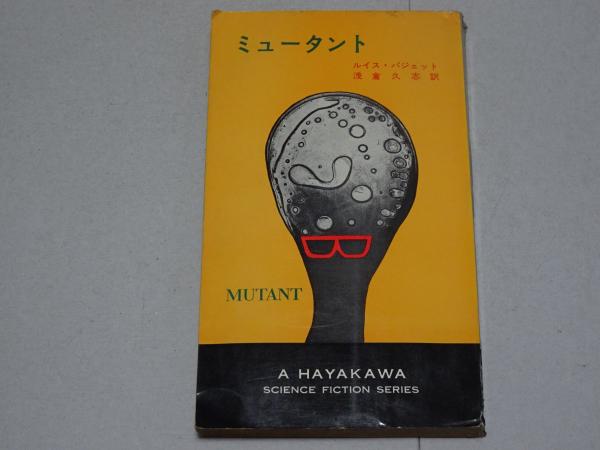 ミュータント
ルイス・パジェット
浅倉久志訳
MUTANT
A HAYAKAWA
SCIENCE FICTION SERIES